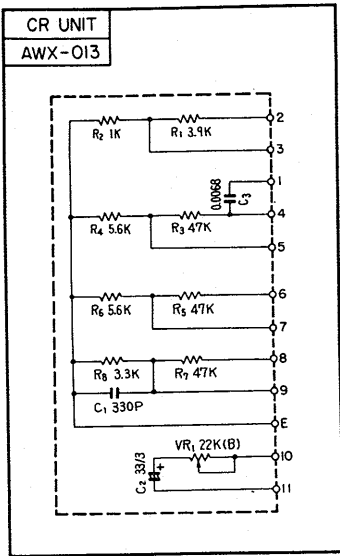 CR UNIT
AWX-013
2
R2 1K
R1 3.9K
3
1
0.0068
C3
4
R4 5.6K
R3 47K
5
6
R6 5.6K
R5 47K
7
8
R8 3.3K
R7 47K
9
C1 330P
E
VR1 22K(B)
10
C2 33/3
+
11